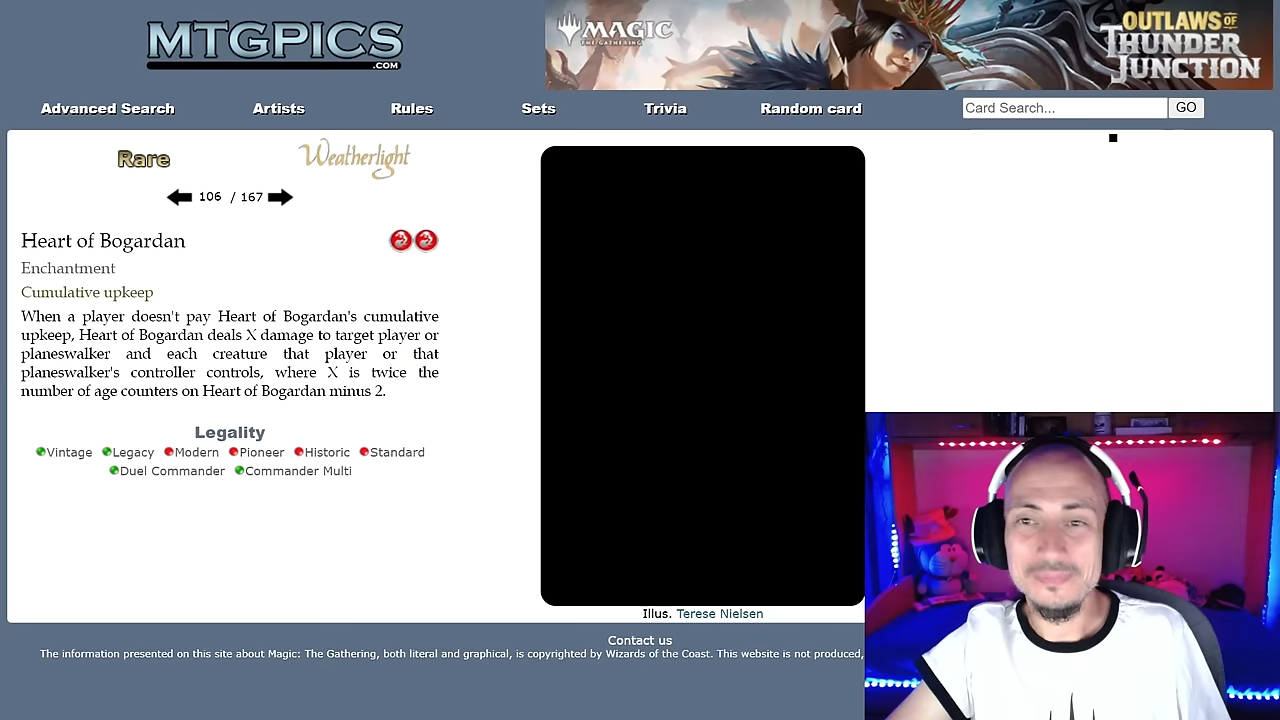 MTGPICS
.COM
MAGIC
THE GATHERING
OUTLAWS OF
THUNDER
JUNCTION
Advanced Search Artists Rules Sets Trivia Random card Card Search... GO
Rare Weatherlight
106 / 167
Heart of Bogardan
Enchantment
Cumulative upkeep
When a player doesn't pay Heart of Bogardan's cumulative
upkeep, Heart of Bogardan deals X damage to target player or
planeswalker and each creature that player or that
planeswalker's controller controls, where X is twice the
number of age counters on Heart of Bogardan minus 2.
Legality
Vintage Legacy Modern Pioneer Historic Standard
Duel Commander Commander Multi
Illus. Terese Nielsen
Contact us
The information presented on this site about Magic: The Gathering, both literal and graphical, is copyrighted by Wizards of the Coast. This website is not produced,